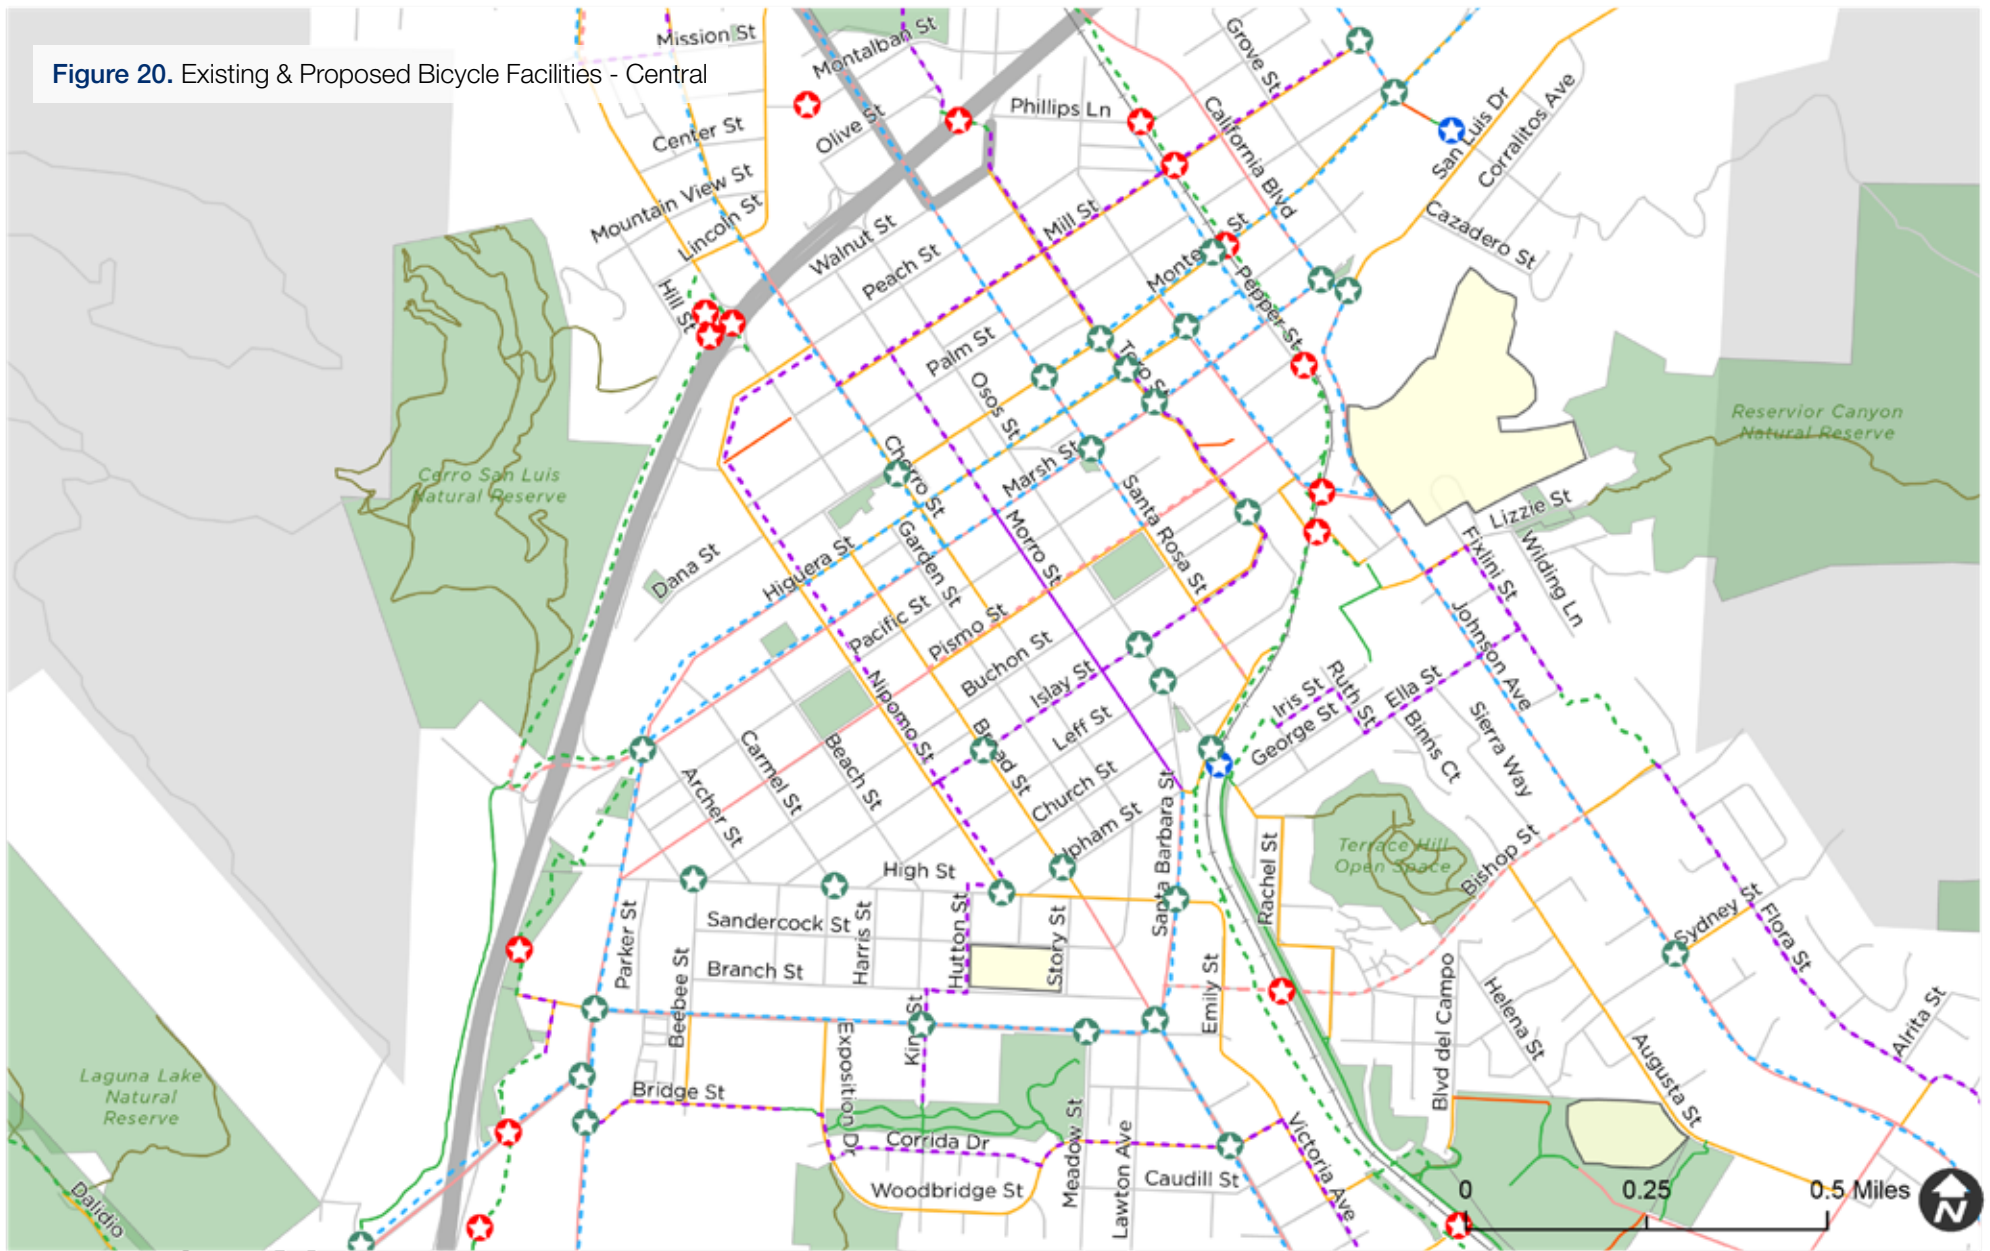 Figure 20. Existing & Proposed Bicycle Facilities - Central
Mission St
Montalban St
Grove St
Center St
Olive St
Phillips Ln
California Blvd
San Luis Dr
Corralitos Ave
Mountain View St
Lincoln St
Hill St
Walnut St
Peach St
Mill St
Monte
St
Pepper St
Cazadero St
Palm St
Toro St
Osos St
Reservior Canyon
Natural Reserve
Cerro San Luis
Natural Reserve
Chorro St
Marsh St
Santa Rosa St
Lizzie St
Fixlini St
Wilding Ln
Dana St
Higuera St
Garden St
Morro St
Pacific St
Pismo St
Buchon St
Johnson Ave
Nipomo St
Islay St
Iris St
Ruth St
Ella St
George St
Binns Ct
Sierra Way
Leff St
Carmel St
Beach St
Archer St
Church St
Upham St
Santa Barbara St
Rachel St
Terrace Hill
Open Space
Bishop St
High St
Sandercock St
Harris St
Hutton St
Story St
Parker St
Beebee St
Branch St
Emily St
Sydney St
Flora St
Blvd del Campo
Helena St
Augusta St
Alrita St
Exposition Dr
Laguna Lake
Natural
Reserve
Bridge St
Corrida Dr
Meadow St
Lawton Ave
Caudill St
Victoria Ave
Woodbridge St
Dalidio
0
0.25
0.5 Miles
N